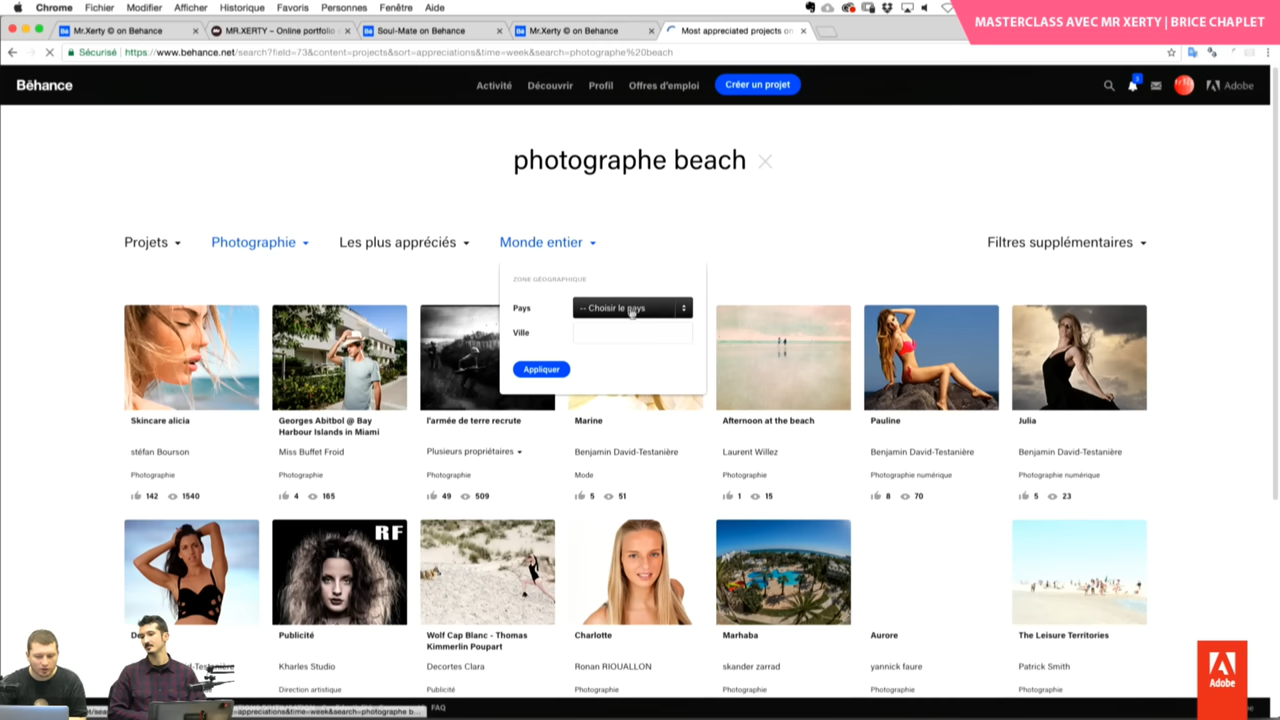 Chrome Fichier Modifier Afficher Historique Favoris Personnes Fenêtre Aide
MASTERCLASS AVEC MR XERTY | BRICE CHAPLET
Mr.Xerty © on Behance
MR.XERTY – Online portfolio
Soul-Mate on Behance
Mr.Xerty © on Behance
Most appreciated projects on
Sécurisé
https://www.behance.net/search?field=73&content=projects&sort=appreciations&time=week&search=photographe%20beach
Bēhance
Activité Découvrir Profil Offres d'emploi Créer un projet
3
Adobe
photographe beach
Projets Photographie Les plus appréciés Monde entier Filtres supplémentaires
ZONE GÉOGRAPHIQUE
Pays -- Choisir le pays
Ville
Appliquer
Skincare alicia
stéfan Bourson
Photographie
142 1540
Georges Abitbol @ Bay
Harbour Islands in Miami
Miss Buffet Froid
Photographie
4 165
l'armée de terre recrute
Plusieurs propriétaires
Photographie
49 509
Marine
Benjamin David-Testanière
Mode
5 51
Afternoon at the beach
Laurent Willez
Photographie
1 15
Pauline
Benjamin David-Testanière
Photographie numérique
8 70
Julia
Benjamin David-Testanière
Photographie numérique
5 23
RF
Publicité
Kharles Studio
Direction artistique
Wolf Cap Blanc - Thomas
Kimmerlin Poupart
Decortes Clara
Publicité
Charlotte
Ronan RIOUALLON
Photographie
Marhaba
skander zarrad
Photographie
Aurore
yannick faure
Photographie
The Leisure Territories
Patrick Smith
Photographie
Adobe
=appreciations&time=week&search=photographe b...
FAQ